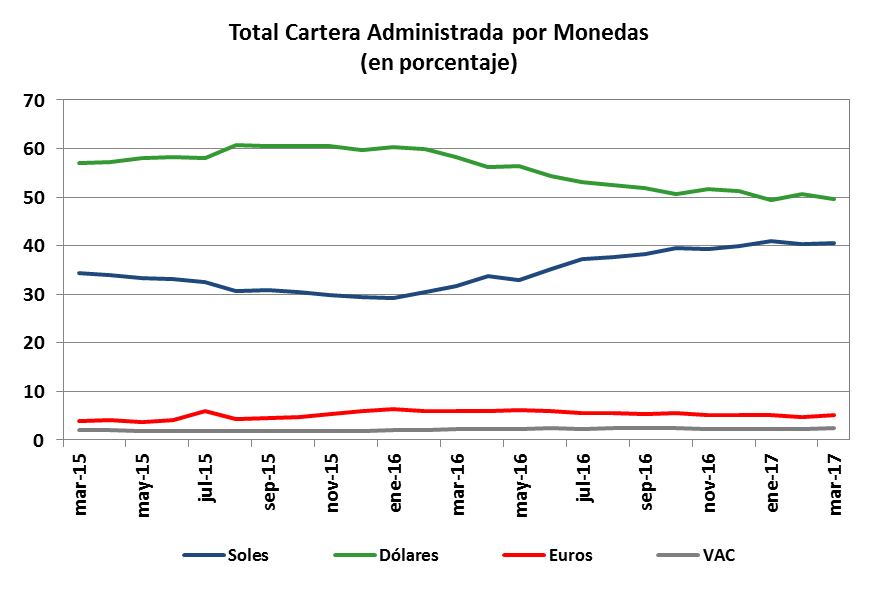 Total Cartera Administrada por Monedas
(en porcentaje)
70
60
50
40
30
20
10
0
mar-15 may-15 jul-15 sep-15 nov-15 ene-16 mar-16 may-16 jul-16 sep-16 nov-16 ene-17 mar-17
Soles Dólares Euros VAC